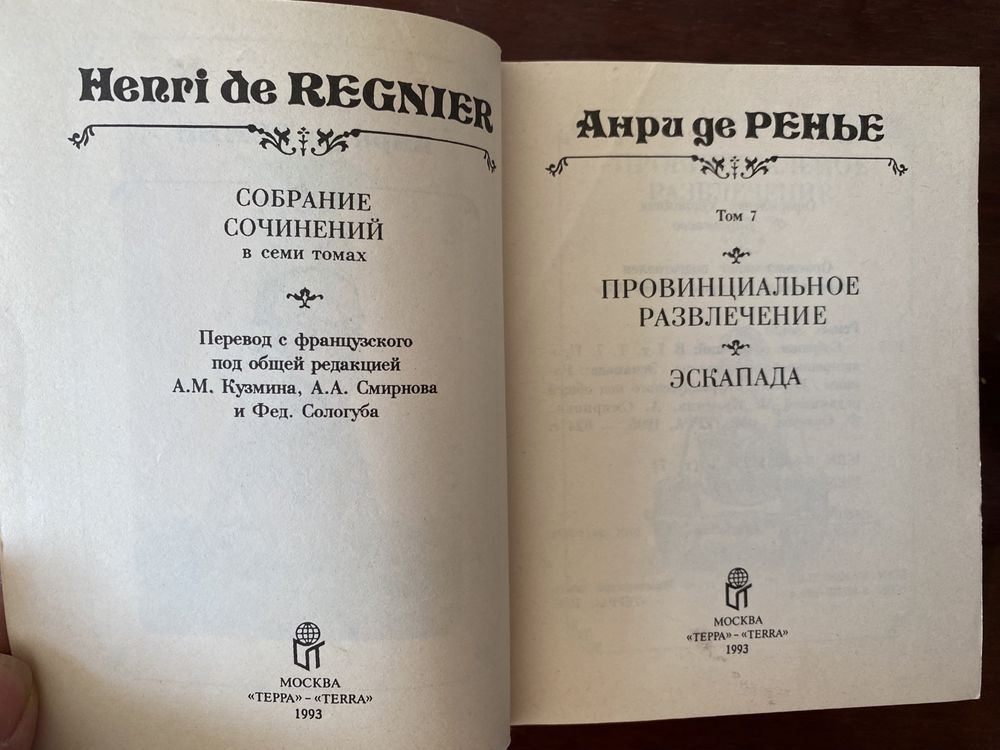 Henri de REGNIER
СОБРАНИЕ
СОЧИНЕНИЙ
в семи томах
Перевод с французского
под общей редакцией
А.М. Кузмина, А.А. Смирнова
и Фед. Сологуба
МОСКВА
«ТЕРРА» – «TERRA»
1993
Анри де РЕНЬЕ
Том 7
ПРОВИНЦИАЛЬНОЕ
РАЗВЛЕЧЕНИЕ
ЭСКАПАДА
МОСКВА
«ТЕРРА» – «TERRA»
1993